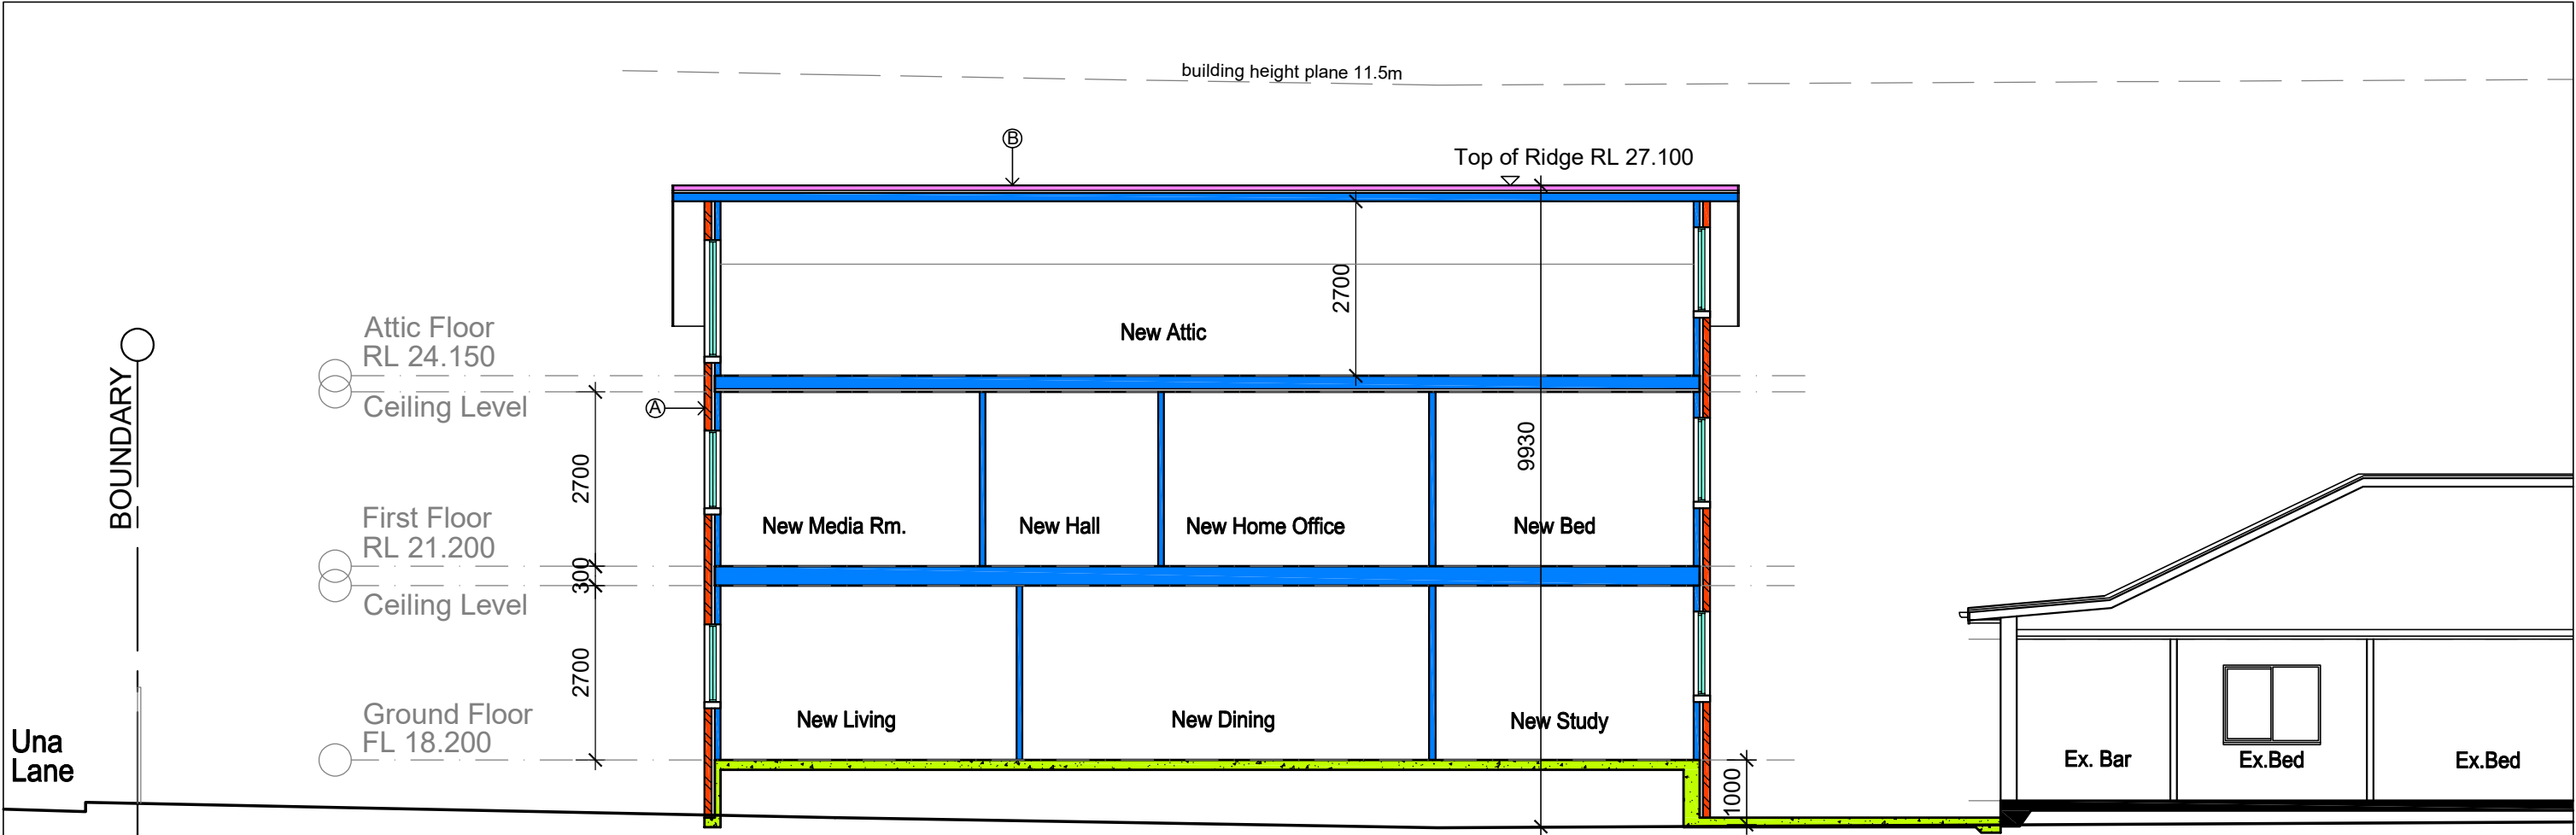 building height plane 11.5m
B
Top of Ridge RL 27.100
2700
New Attic
Attic Floor
RL 24.150
Ceiling Level
A
BOUNDARY
2700
9930
New Media Rm.
New Hall
New Home Office
New Bed
First Floor
RL 21.200
300
Ceiling Level
2700
New Living
New Dining
New Study
Ground Floor
FL 18.200
Una
Lane
1000
Ex. Bar
Ex.Bed
Ex.Bed